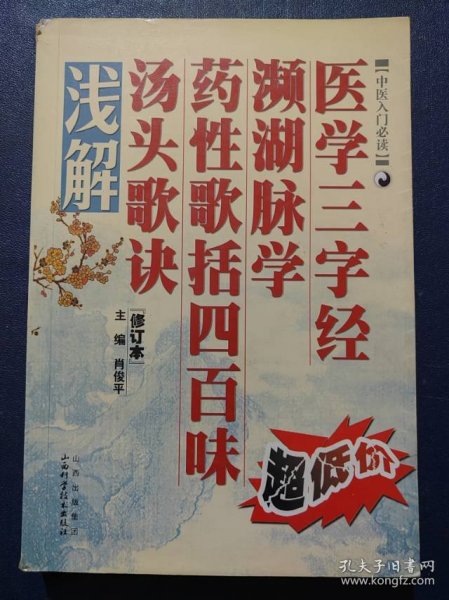 【中医入门必读】
医学三字经
濒湖脉学
药性歌括四百味
汤头歌诀
浅解
『修订本』
主编 肖俊平
超低价
山西出版集团
山西科学技术出版社
孔夫子旧书网
www.kongfz.com